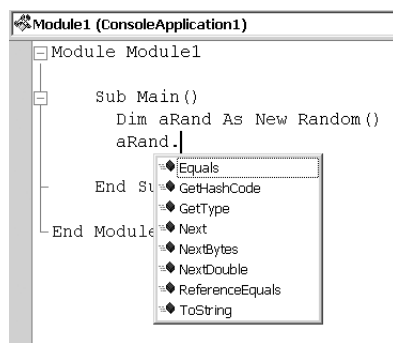 Module1 (ConsoleApplication1)
Module Module1
Sub Main()
Dim aRand As New Random()
aRand.
Equals
End Su
GetHashCode
GetType
Next
End Module
NextBytes
NextDouble
ReferenceEquals
ToString